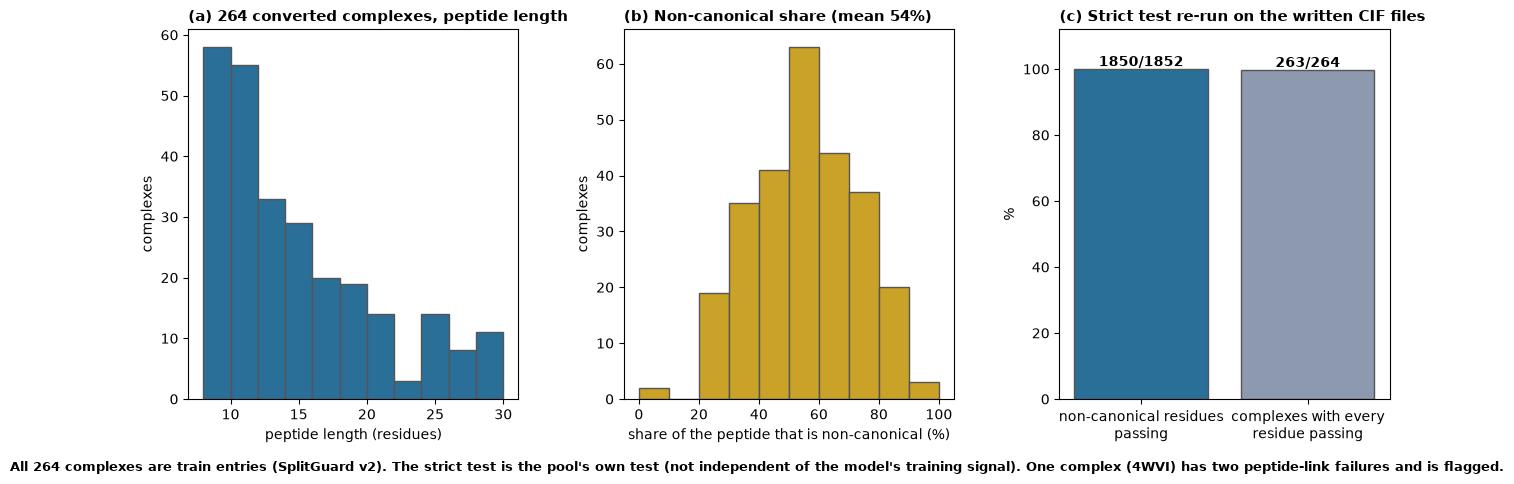 (a) 264 converted complexes, peptide length
60
50
40
30
20
10
0
complexes
10 15 20 25 30
peptide length (residues)
(b) Non-canonical share (mean 54%)
60
50
40
30
20
10
0
complexes
0 20 40 60 80 100
share of the peptide that is non-canonical (%)
(c) Strict test re-run on the written CIF files
1850/1852 263/264
100
80
60
40
20
0
%
non-canonical residues
passing
complexes with every
residue passing
All 264 complexes are train entries (SplitGuard v2). The strict test is the pool's own test (not independent of the model's training signal). One complex (4WVI) has two peptide-link failures and is flagged.